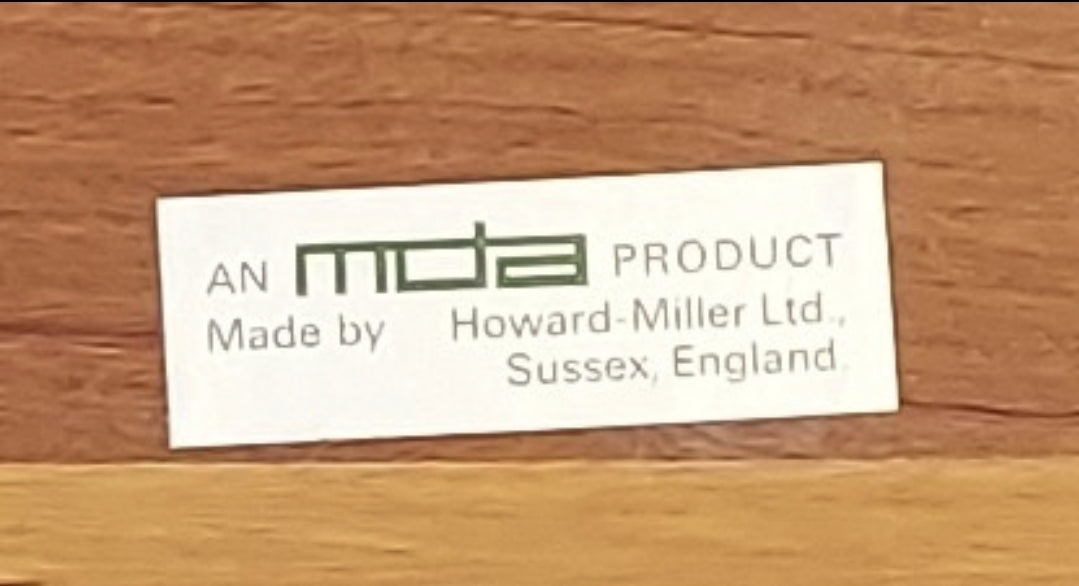 AN mda PRODUCT
Made by Howard-Miller Ltd.,
Sussex, England.